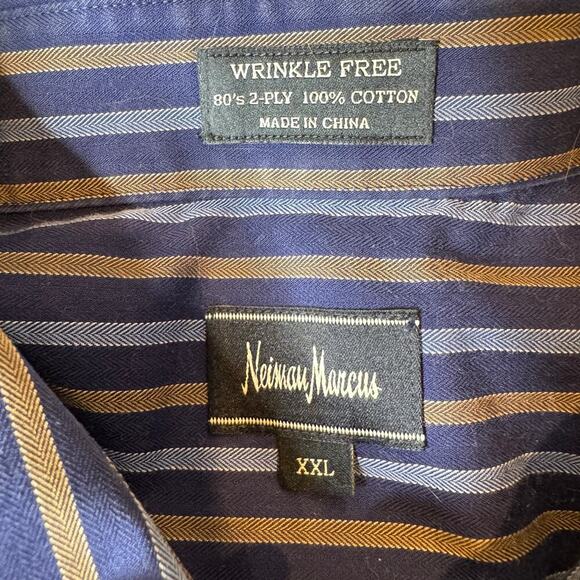 WRINKLE FREE
80's 2-PLY 100% COTTON
MADE IN CHINA
Neiman Marcus
XXL